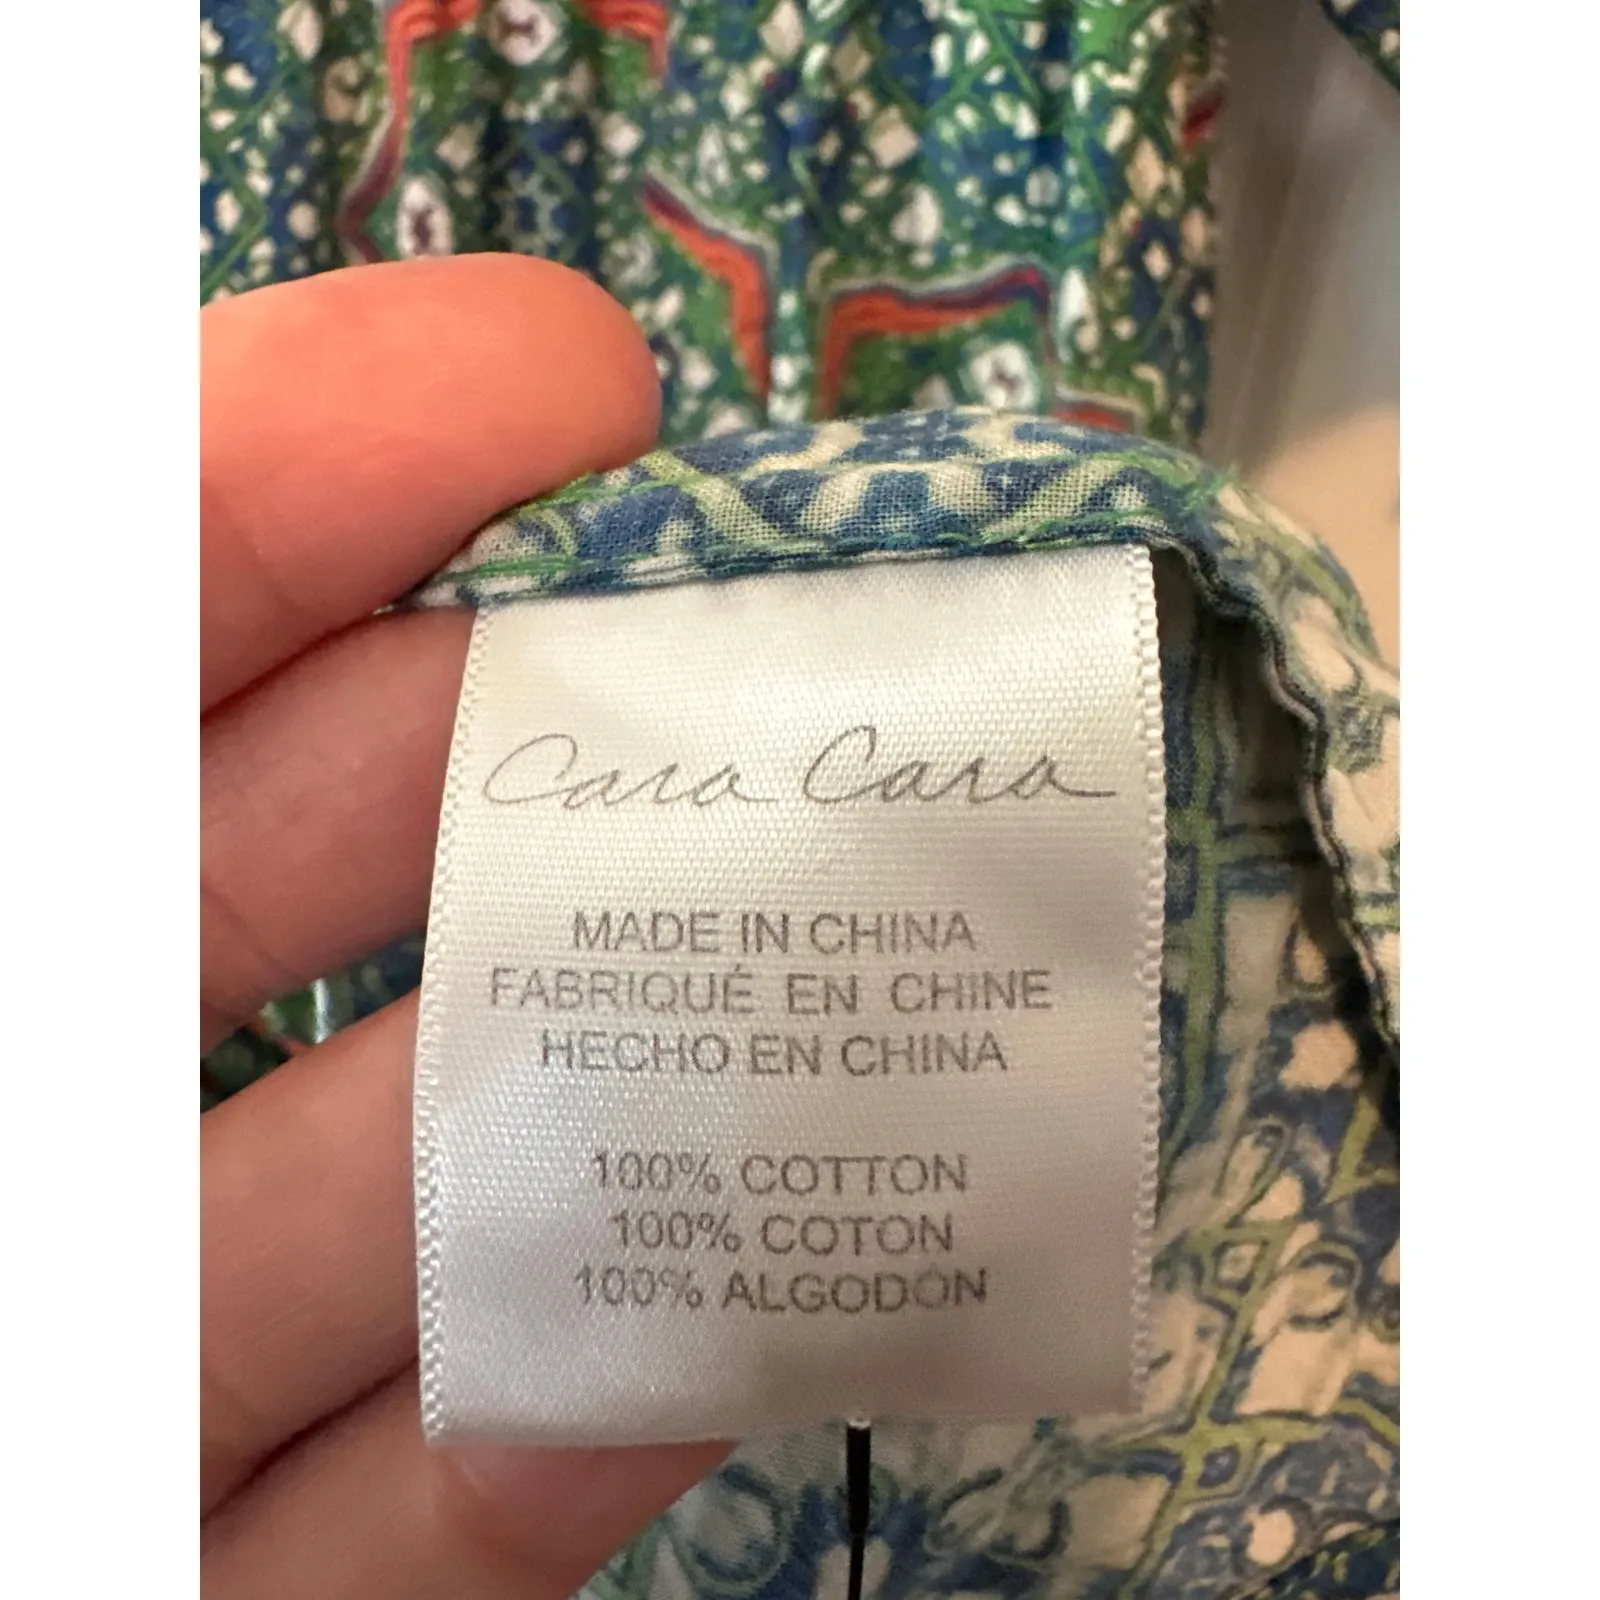 Cara Cara
MADE IN CHINA
FABRIQUÉ EN CHINE
HECHO EN CHINA
100% COTTON
100% COTON
100% ALGODÓN